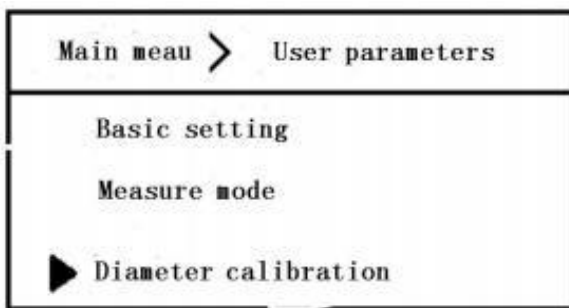 Main meau > User parameters
Basic setting
Measure mode
Diameter calibration